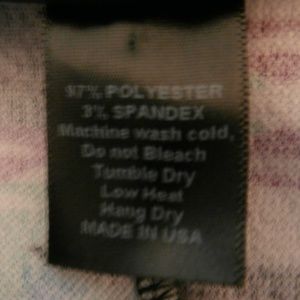 97% POLYESTER
3% SPANDEX
Machine wash cold,
Do not Bleach
Tumble Dry
Low Heat
Hang Dry
MADE IN USA